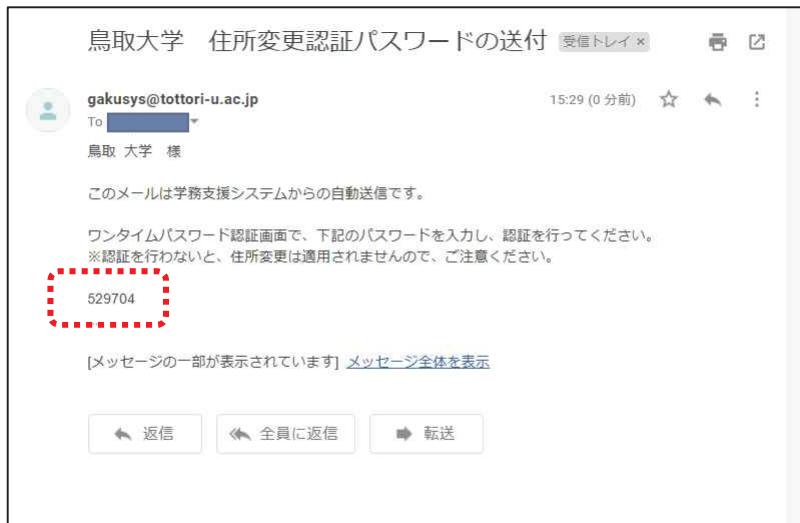 鳥取大学　住所変更認証パスワードの送付 受信トレイ ×
gakusys@tottori-u.ac.jp 15:29 (0 分前)
To
鳥取 大学　様
このメールは学務支援システムからの自動送信です。
ワンタイムパスワード認証画面で、下記のパスワードを入力し、認証を行ってください。
※認証を行わないと、住所変更は適用されませんので、ご注意ください。
529704
[メッセージの一部が表示されています] メッセージ全体を表示
返信 全員に返信 転送